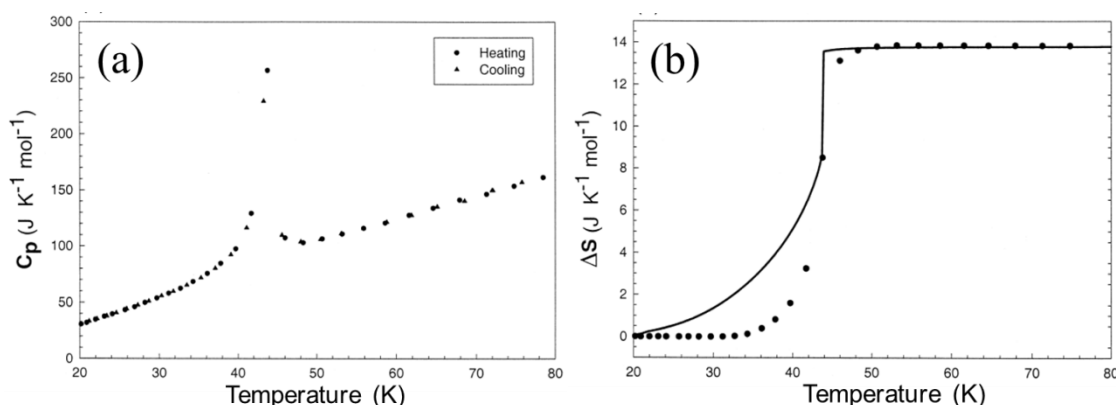 (a)
Heating
Cooling
300
250
200
150
100
50
0
Cp (J K⁻¹ mol⁻¹)
20 30 40 50 60 70 80
Temperature (K)
(b)
14
12
10
8
6
4
2
0
ΔS (J K⁻¹ mol⁻¹)
20 30 40 50 60 70 80
Temperature (K)